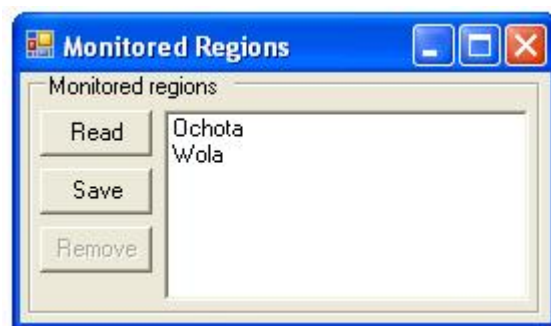 Monitored Regions
Monitored regions
Read
Save
Remove
Ochota
Wola